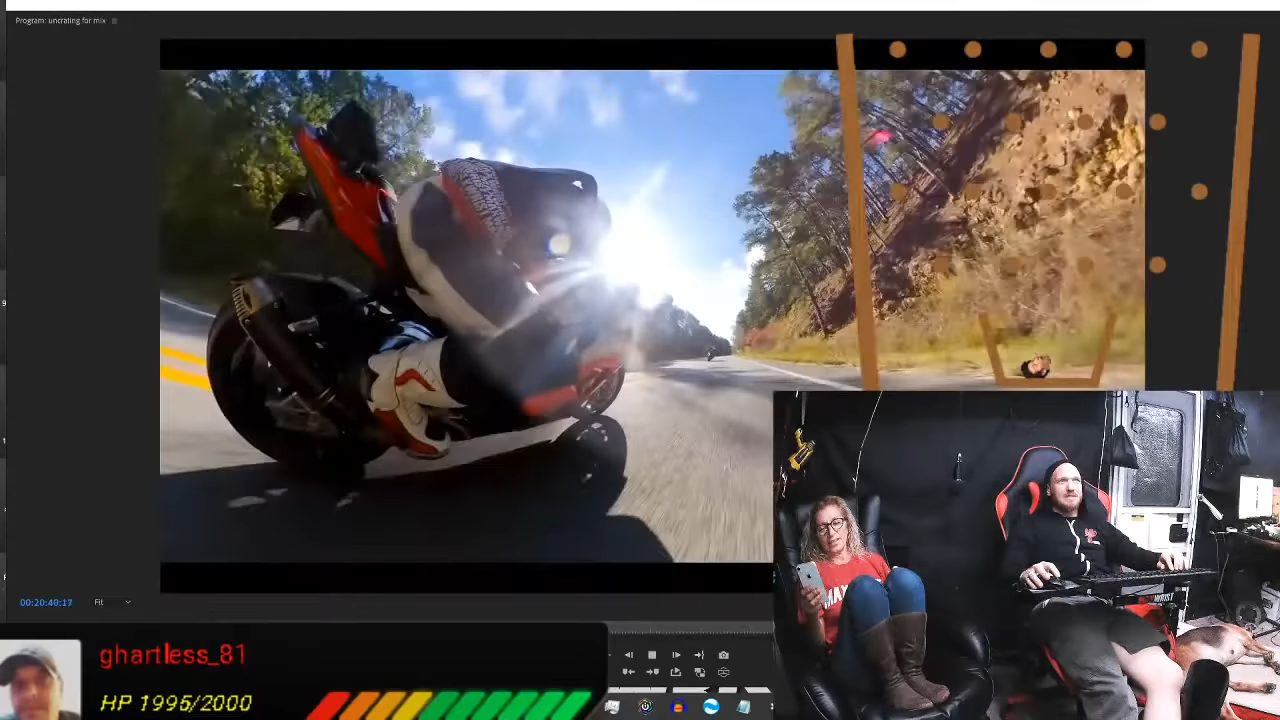 Program: uncrating for mix
00:20:40:17
Fit
ghartless_81
HP 1995/2000